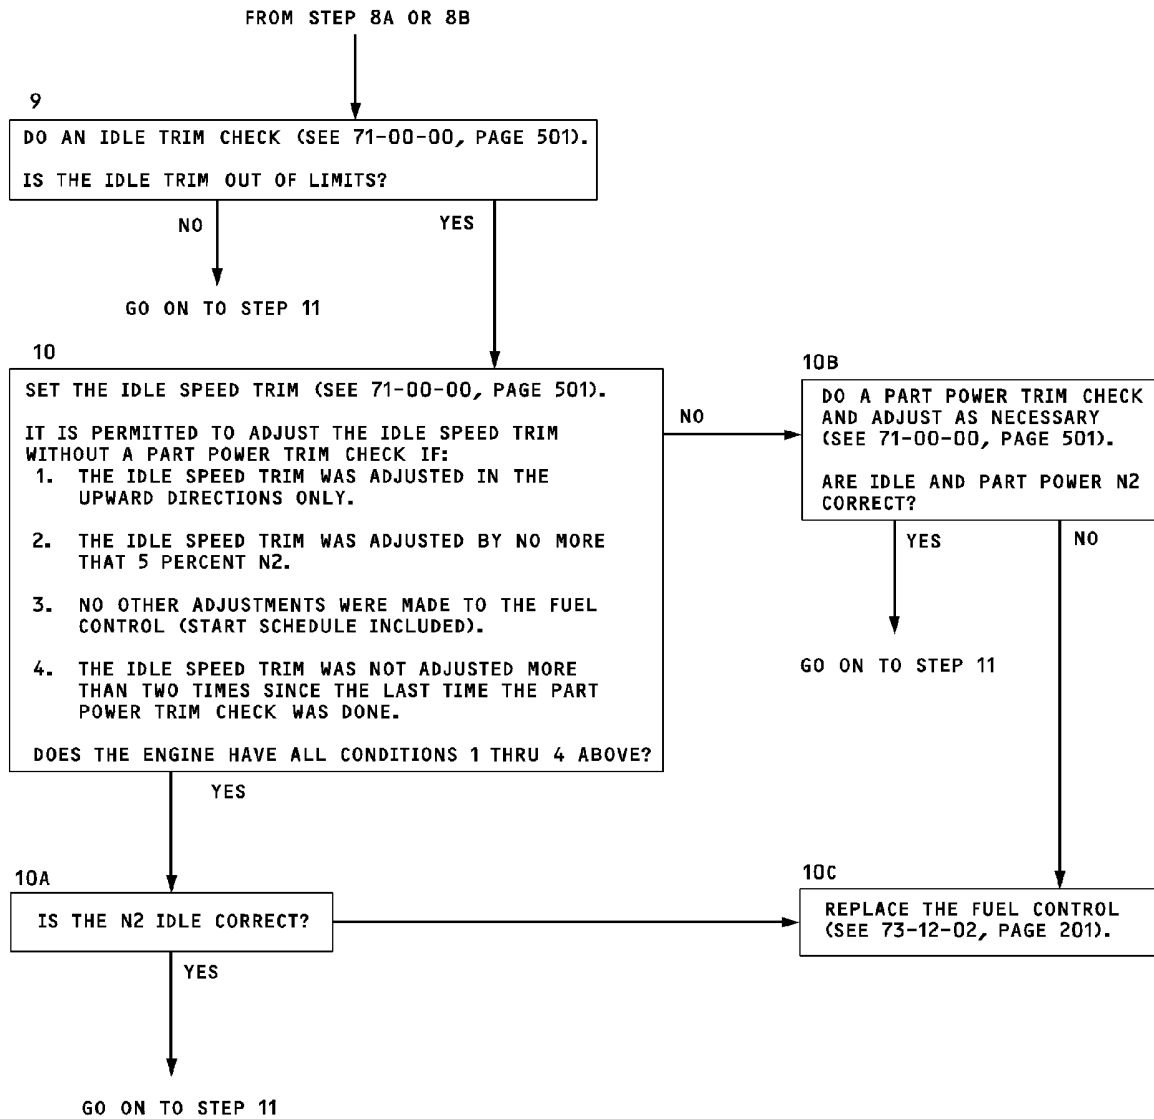 FROM STEP 8A OR 8B
9
DO AN IDLE TRIM CHECK (SEE 71-00-00, PAGE 501).
IS THE IDLE TRIM OUT OF LIMITS?
NO
YES
GO ON TO STEP 11
10
SET THE IDLE SPEED TRIM (SEE 71-00-00, PAGE 501).
IT IS PERMITTED TO ADJUST THE IDLE SPEED TRIM
WITHOUT A PART POWER TRIM CHECK IF:
1. THE IDLE SPEED TRIM WAS ADJUSTED IN THE
UPWARD DIRECTIONS ONLY.
2. THE IDLE SPEED TRIM WAS ADJUSTED BY NO MORE
THAT 5 PERCENT N2.
3. NO OTHER ADJUSTMENTS WERE MADE TO THE FUEL
CONTROL (START SCHEDULE INCLUDED).
4. THE IDLE SPEED TRIM WAS NOT ADJUSTED MORE
THAN TWO TIMES SINCE THE LAST TIME THE PART
POWER TRIM CHECK WAS DONE.
DOES THE ENGINE HAVE ALL CONDITIONS 1 THRU 4 ABOVE?
NO
10B
DO A PART POWER TRIM CHECK
AND ADJUST AS NECESSARY
(SEE 71-00-00, PAGE 501).
ARE IDLE AND PART POWER N2
CORRECT?
YES
NO
GO ON TO STEP 11
YES
10A
IS THE N2 IDLE CORRECT?
10C
REPLACE THE FUEL CONTROL
(SEE 73-12-02, PAGE 201).
YES
GO ON TO STEP 11